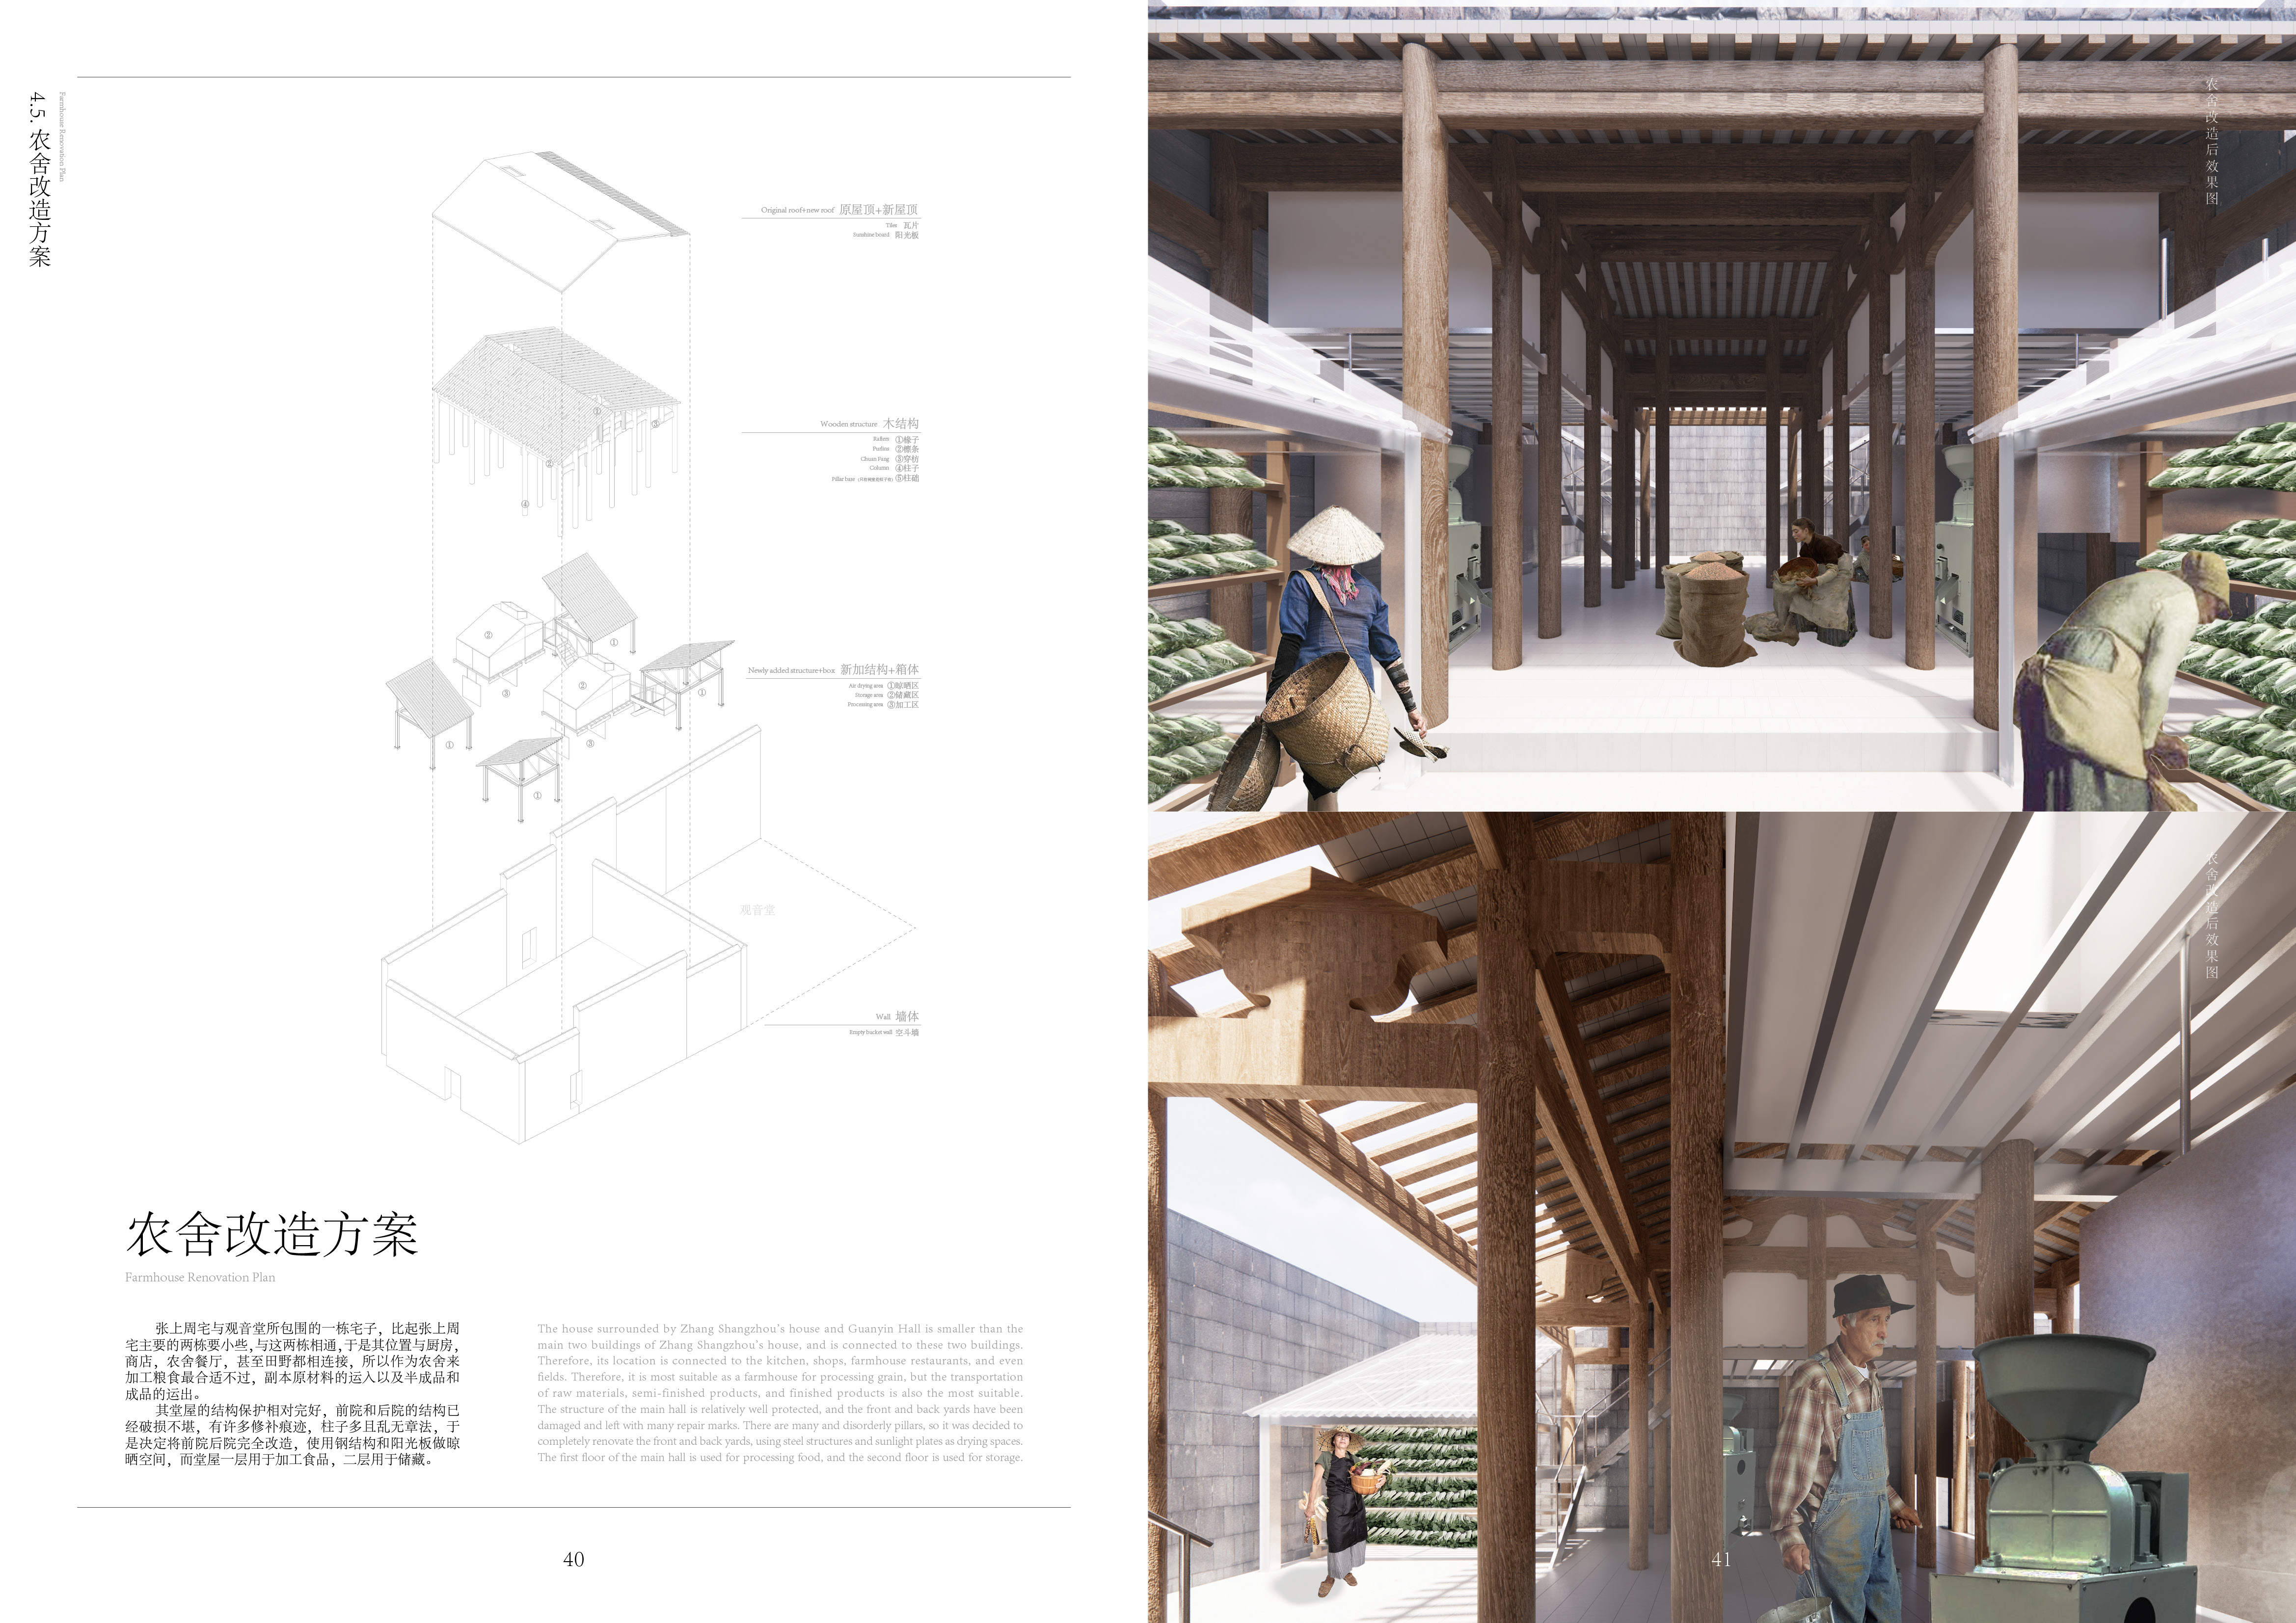 4.5. 农舍改造方案
Farmhouse Renovation Plan
Original roof+new roof 原屋顶+新屋顶
Tiles 瓦片
Sunshine board 阳光板
Wooden structure 木结构
Rafters ①椽子
Purlins ②檩条
Chuan Fang ③穿枋
Column ④柱子
Pillar base ⑤柱础
①
③
②
④
Newly added structure+box 新加结构+箱体
Air drying area ①晾晒区
Storage area ②储藏区
Processing area ③加工区
②
①
②
①
③
①
③
①
观音堂
Wall 墙体
Empty bucket wall 空斗墙
农舍改造方案
Farmhouse Renovation Plan
张上周宅与观音堂所包围的一栋宅子，比起张上周
宅主要的两栋要小些，与这两栋相通，于是其位置与厨房，
商店，农舍餐厅，甚至田野都相连接，所以作为农舍来
加工粮食最合适不过，副本原材料的运入以及半成品和
成品的运出。
其堂屋的结构保护相对完好，前院和后院的结构已
经破损不堪，有许多修补痕迹，柱子多且乱无章法，于
是决定将前院后院完全改造，使用钢结构和阳光板做晾
晒空间，而堂屋一层用于加工食品，二层用于储藏。
The house surrounded by Zhang Shangzhou's house and Guanyin Hall is smaller than the
main two buildings of Zhang Shangzhou's house, and is connected to these two buildings.
Therefore, its location is connected to the kitchen, shops, farmhouse restaurants, and even
fields. Therefore, it is most suitable as a farmhouse for processing grain, but the transportation
of raw materials, semi-finished products, and finished products is also the most suitable.
The structure of the main hall is relatively well protected, and the front and back yards have been
damaged and left with many repair marks. There are many and disorderly pillars, so it was decided to
completely renovate the front and back yards, using steel structures and sunlight plates as drying spaces.
The first floor of the main hall is used for processing food, and the second floor is used for storage.
40
农舍改造后效果图
农舍改造后效果图
41